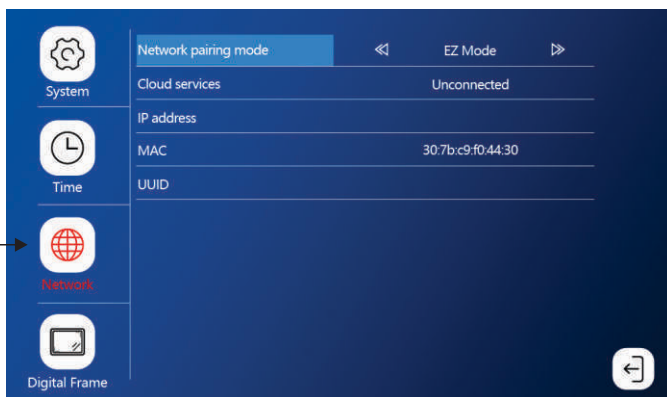 System
Time
Network
Digital Frame
Network pairing mode EZ Mode
Cloud services Unconnected
IP address
MAC 30:7b:c9:f0:44:30
UUID